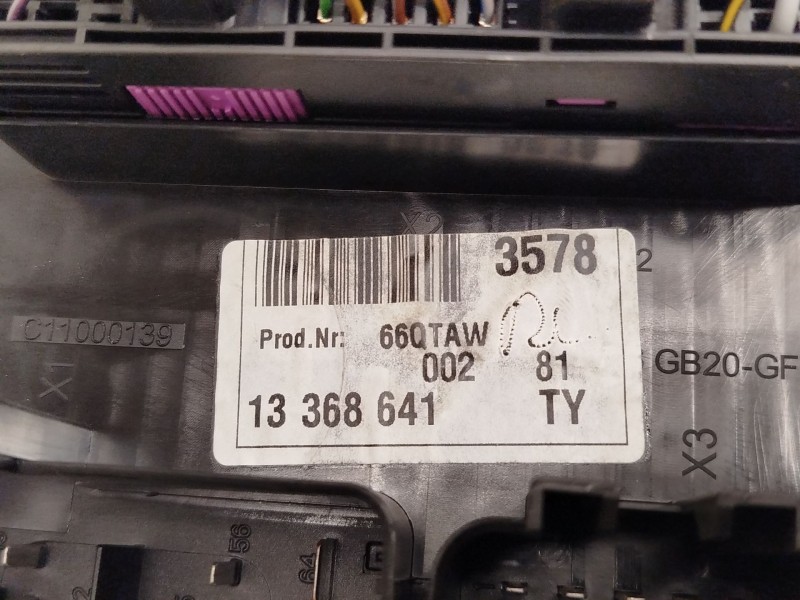 X2
3578
2
Prod.Nr: 66QTAW
C11000139
002 81
GB20-GF
X1
13 368 641 TY
X3
56
64